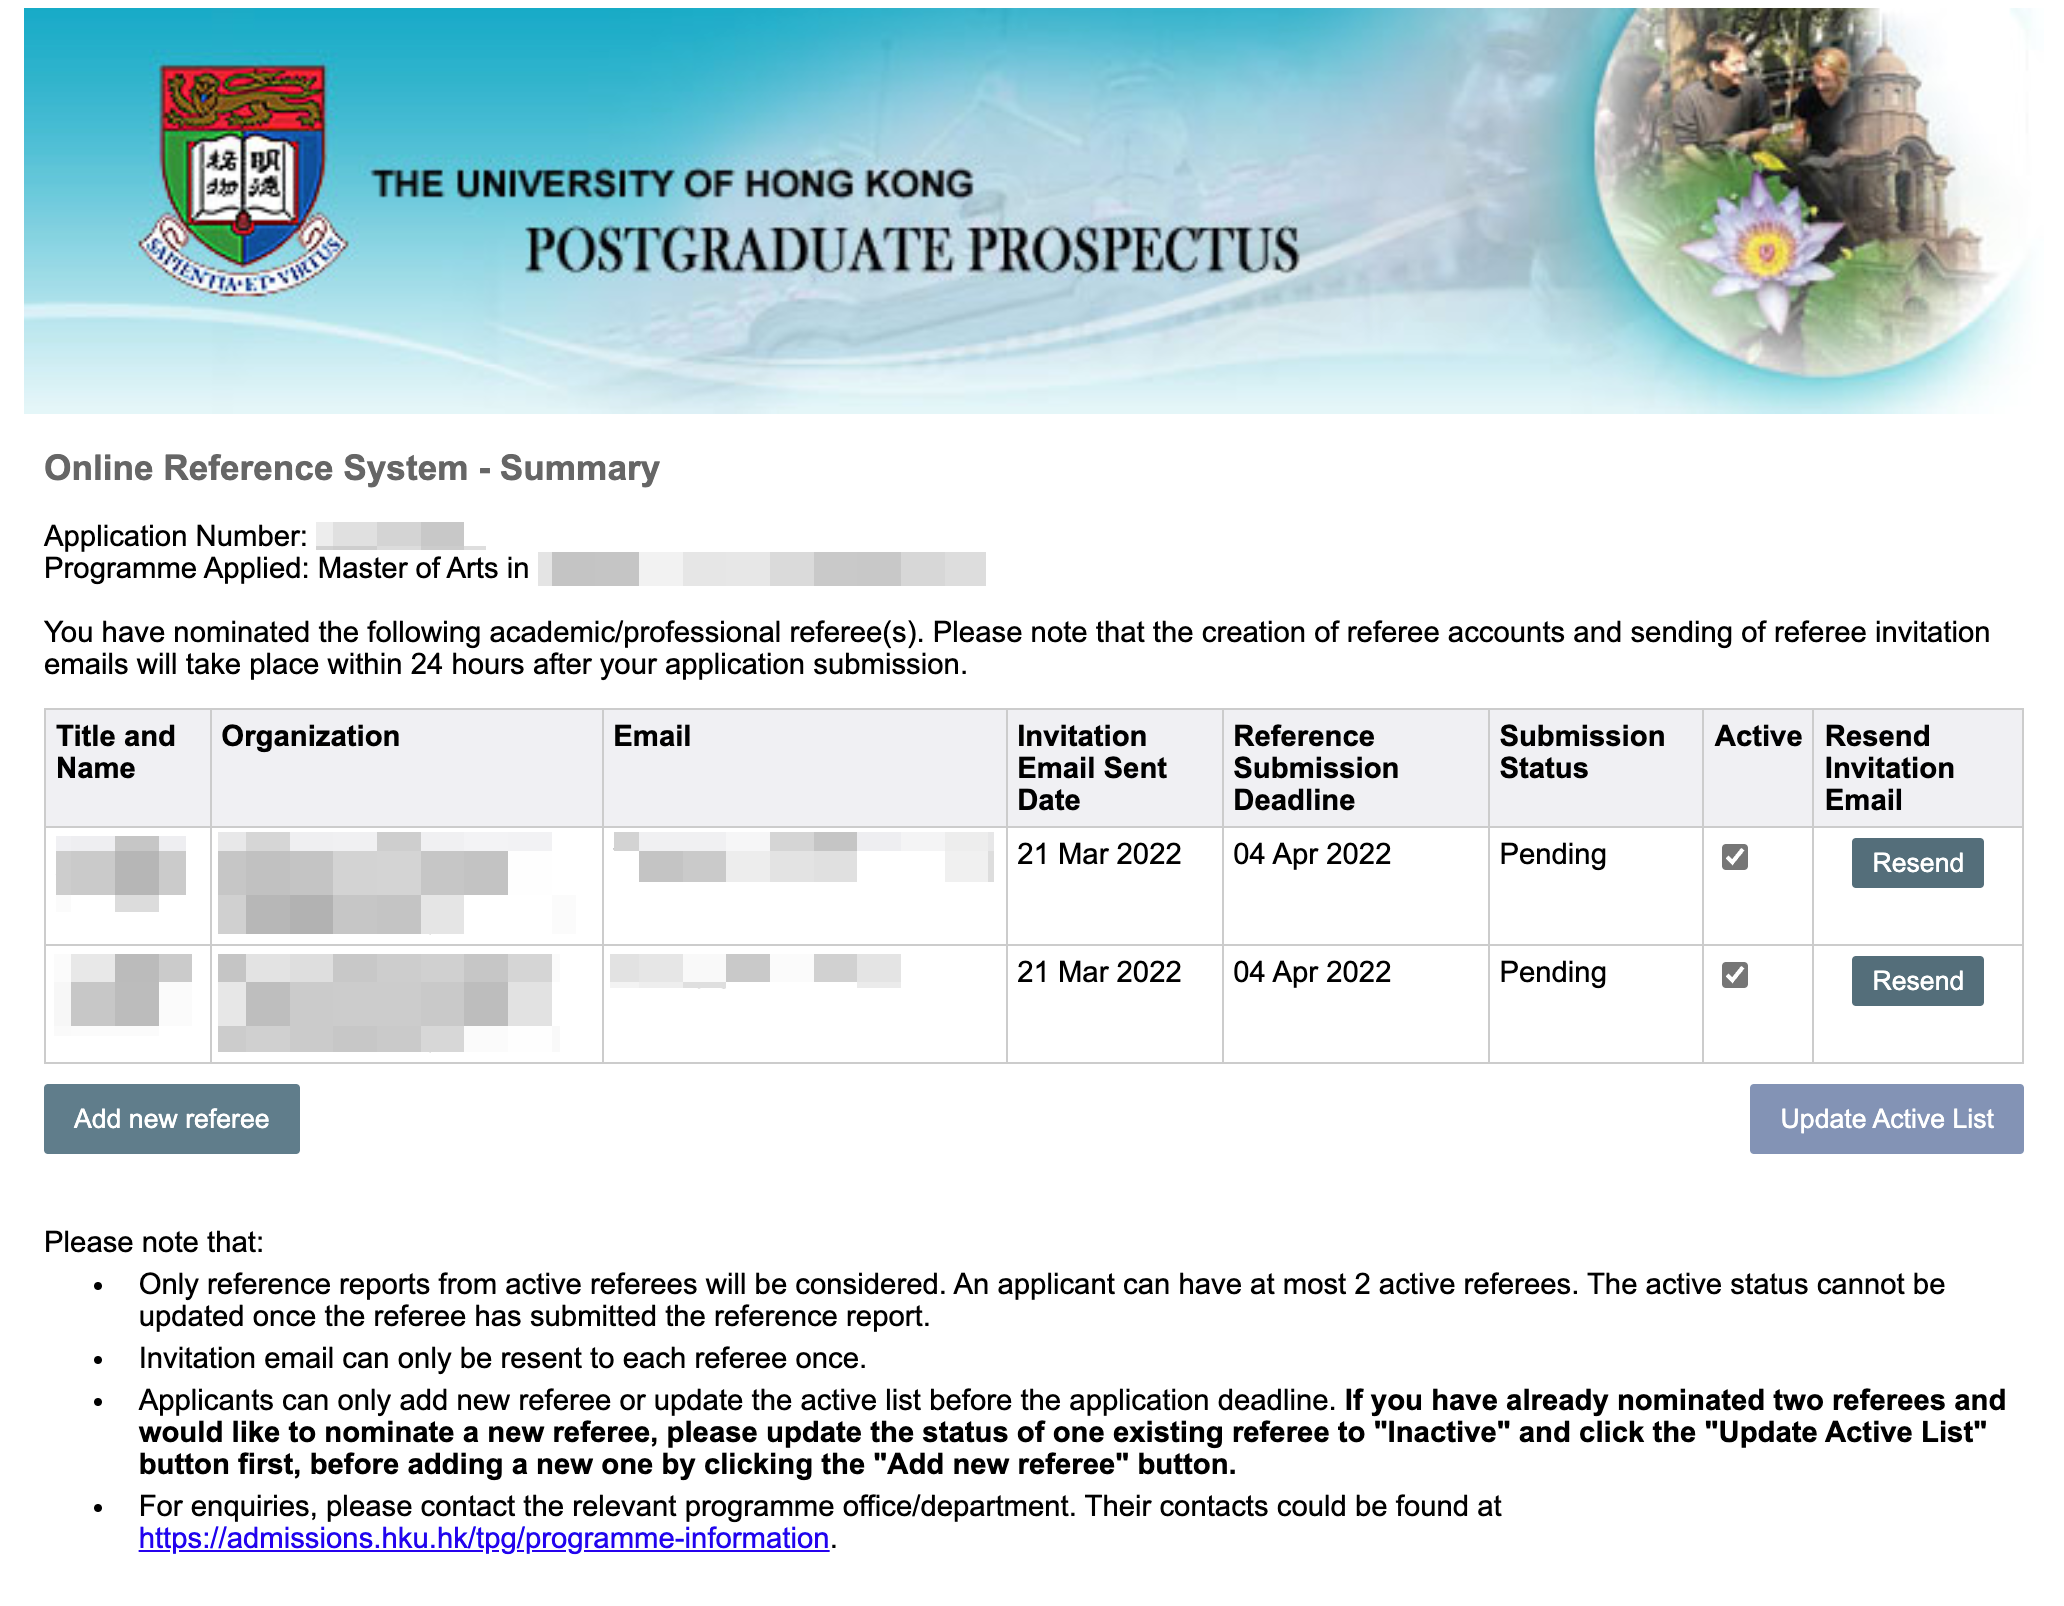 明德
格物
SAPIENTIA·ET·VIRTUS
THE UNIVERSITY OF HONG KONG
POSTGRADUATE PROSPECTUS
Online Reference System - Summary
Application Number:
Programme Applied: Master of Arts in
You have nominated the following academic/professional referee(s). Please note that the creation of referee accounts and sending of referee invitation
emails will take place within 24 hours after your application submission.
Title and Name
Organization
Email
Invitation Email Sent Date
Reference Submission Deadline
Submission Status
Active
Resend Invitation Email
21 Mar 2022
04 Apr 2022
Pending
Resend
21 Mar 2022
04 Apr 2022
Pending
Resend
Add new referee
Update Active List
Please note that:
• Only reference reports from active referees will be considered. An applicant can have at most 2 active referees. The active status cannot be
updated once the referee has submitted the reference report.
• Invitation email can only be resent to each referee once.
• Applicants can only add new referee or update the active list before the application deadline. If you have already nominated two referees and
would like to nominate a new referee, please update the status of one existing referee to "Inactive" and click the "Update Active List"
button first, before adding a new one by clicking the "Add new referee" button.
• For enquiries, please contact the relevant programme office/department. Their contacts could be found at
https://admissions.hku.hk/tpg/programme-information.